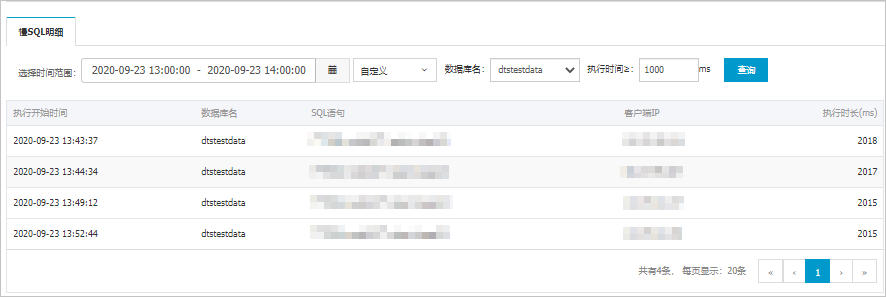 慢SQL明细
选择时间范围： 2020-09-23 13:00:00 - 2020-09-23 14:00:00 自定义 数据库名： dtstestdata 执行时间≥： 1000 ms 查询
执行开始时间 数据库名 SQL语句 客户端IP 执行时长(ms)
2020-09-23 13:43:37 dtstestdata 2018
2020-09-23 13:44:34 dtstestdata 2017
2020-09-23 13:49:12 dtstestdata 2015
2020-09-23 13:52:44 dtstestdata 2015
共有4条， 每页显示：20条 « ‹ 1 › »